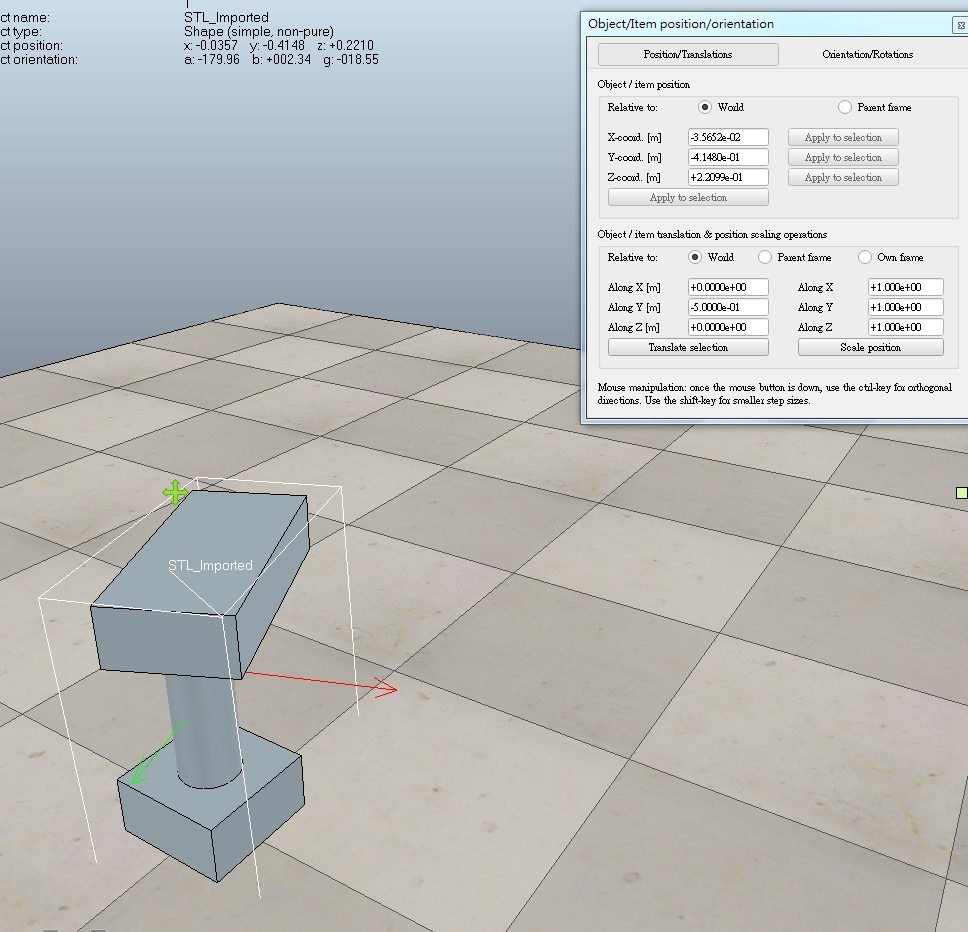 ct name: STL_Imported
ct type: Shape (simple, non-pure)
ct position: x: -0.0357 y: -0.4148 z: +0.2210
ct orientation: a:-179.96 b: +002.34 g: -018.55
Object/Item position/orientation
Position/Translations Orientation/Rotations
Object / item position
Relative to: World Parent frame
X-coord. [m] -3.5652e-02 Apply to selection
Y-coord. [m] -4.1480e-01 Apply to selection
Z-coord. [m] +2.2099e-01 Apply to selection
Apply to selection
Object / item translation & position scaling operations
Relative to: World Parent frame Own frame
Along X [m] +0.0000e+00 Along X +1.000e+00
Along Y [m] -5.0000e-01 Along Y +1.000e+00
Along Z [m] +0.0000e+00 Along Z +1.000e+00
Translate selection Scale position
Mouse manipulation: once the mouse button is down, use the ctrl-key for orthogonal
directions. Use the shift-key for smaller step sizes.
STL_Imported